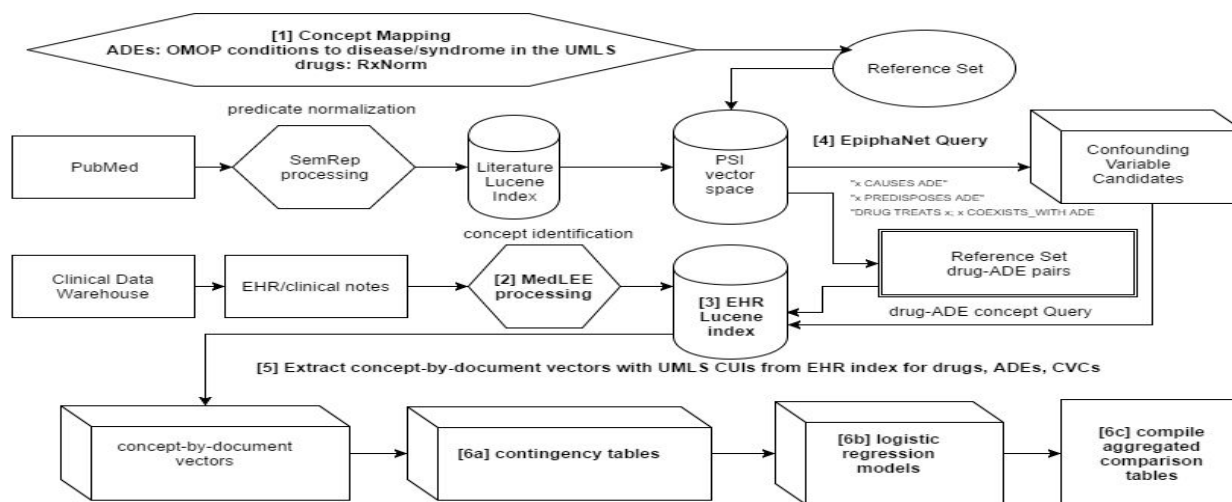 [1] Concept Mapping
ADEs: OMOP conditions to disease/syndrome in the UMLS
drugs: RxNorm
Reference Set
predicate normalization
PubMed
SemRep
processing
Literature
Lucene
Index
PSI
vector
space
[4] EpiphaNet Query
Confounding
Variable
Candidates
"x CAUSES ADE"
"x PREDISPOSES ADE"
"DRUG TREATS x; x COEXISTS_WITH ADE
concept identification
Clinical Data
Warehouse
EHR/clinical notes
[2] MedLEE
processing
[3] EHR
Lucene
index
Reference Set
drug-ADE pairs
drug-ADE concept Query
[5] Extract concept-by-document vectors with UMLS CUIs from EHR index for drugs, ADEs, CVCs
concept-by-document
vectors
[6a] contingency tables
[6b] logistic
regression
models
[6c] compile
aggregated
comparison
tables